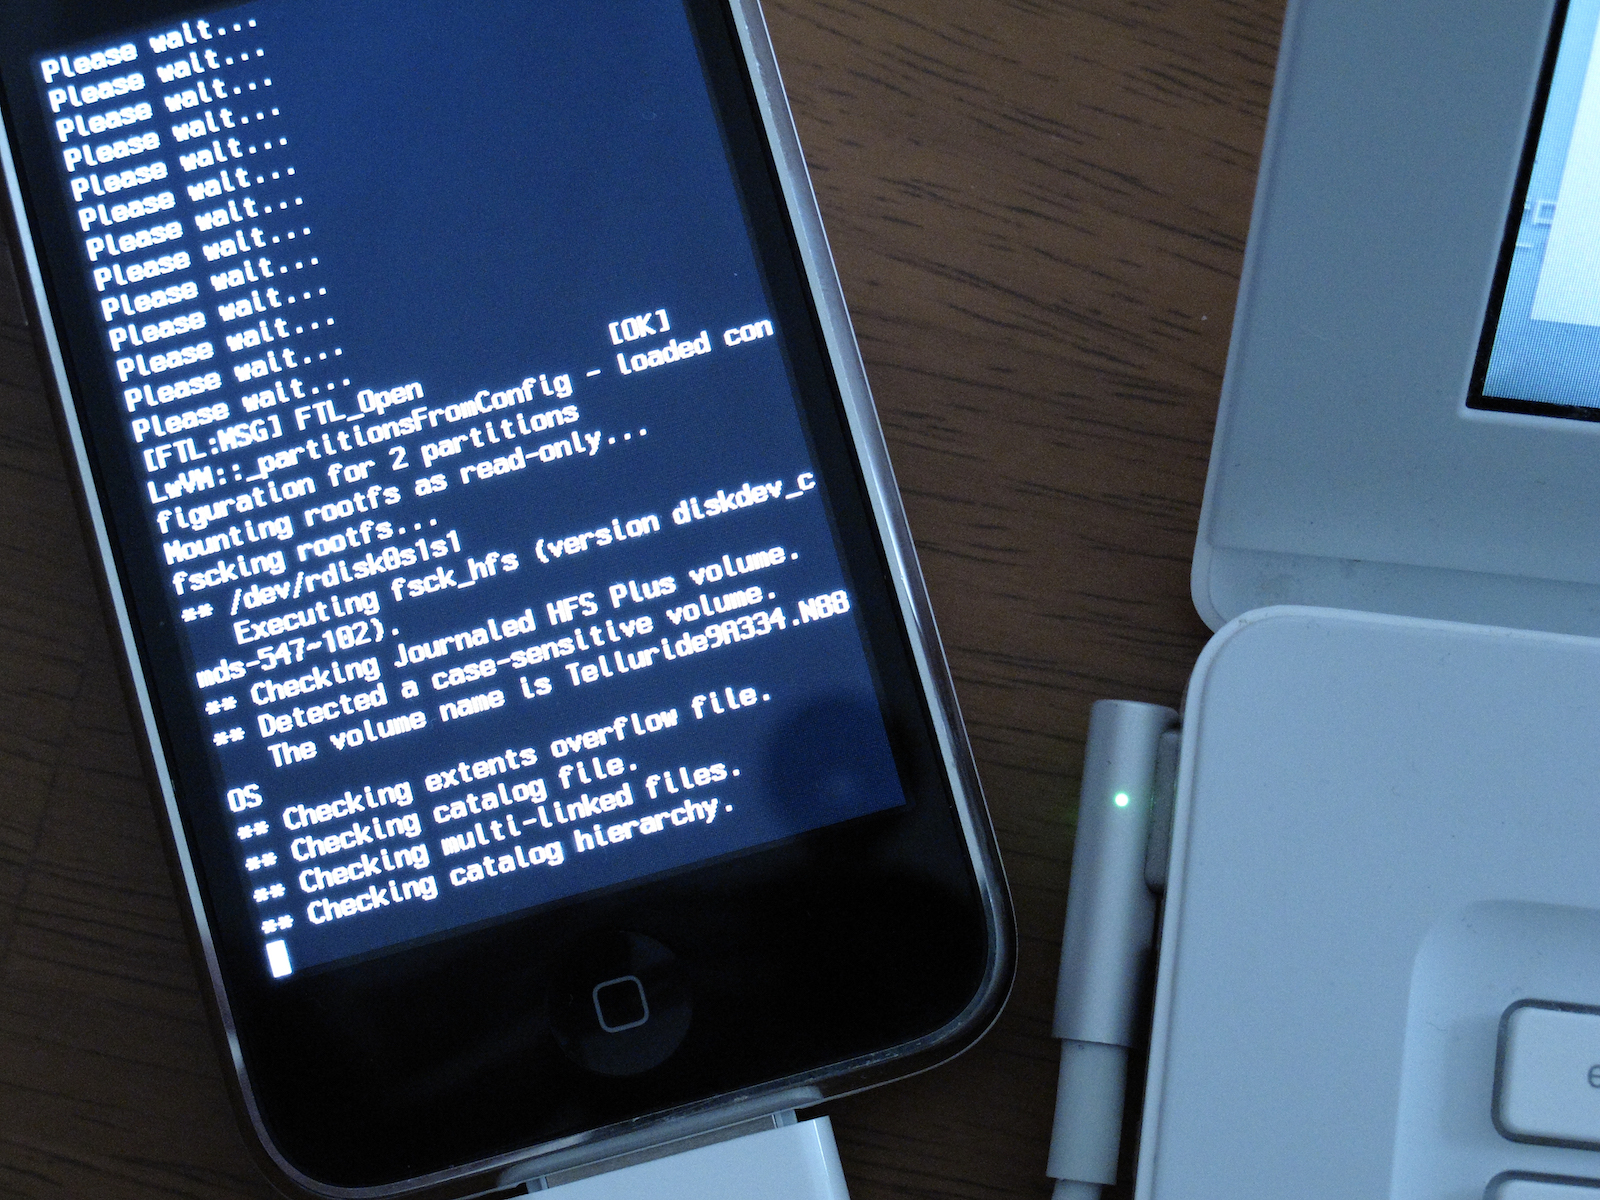 Please wait...
Please wait...
Please wait...
Please wait...
Please wait...
Please wait...
Please wait...
Please wait...
Please wait...
Please wait...
Please wait...
Please wait...
Please wait...
[FTL:MSG] FTL_Open [OK]
LwVM::_partitionsFromConfig - loaded con
figuration for 2 partitions
Mounting rootfs as read-only...
fscking rootfs...
** /dev/rdisk0s1s1
Executing fsck_hfs (version diskdev_c
mds-547~102).
** Checking Journaled HFS Plus volume.
** Detected a case-sensitive volume.
The volume name is Telluride9A334.N88
OS
** Checking extents overflow file.
** Checking catalog file.
** Checking multi-linked files.
** Checking catalog hierarchy.